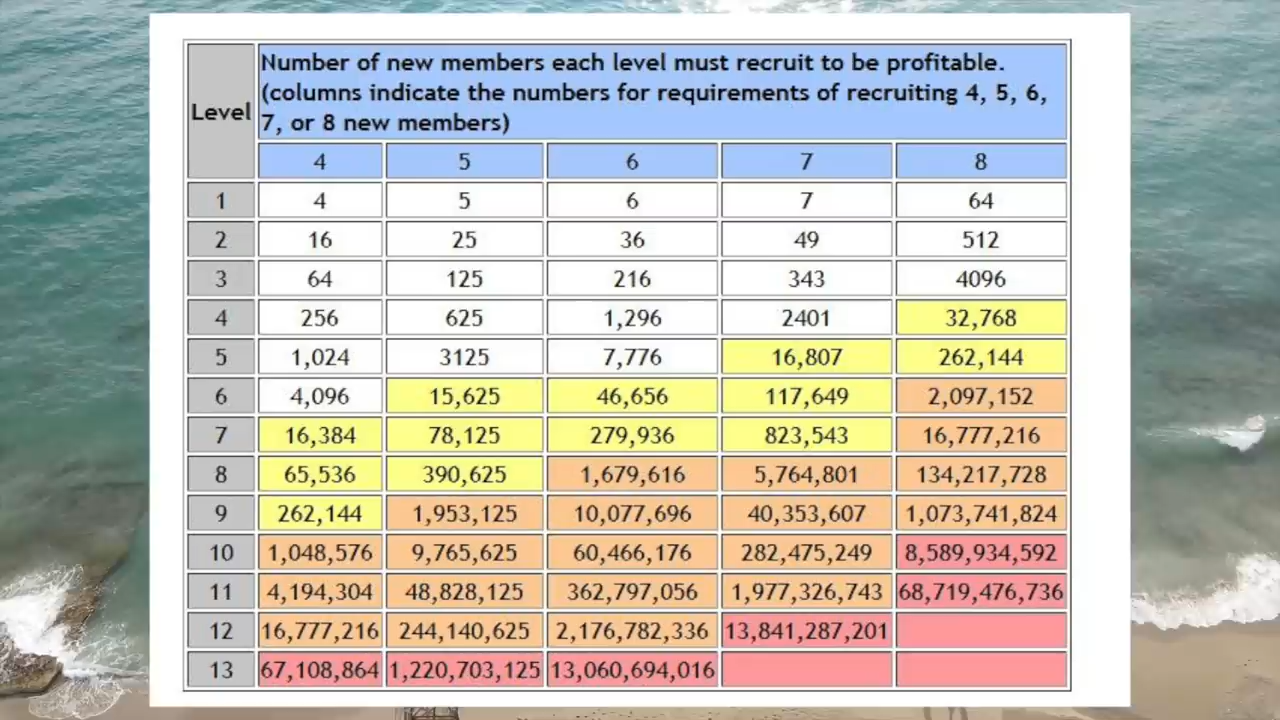 Level
Number of new members each level must recruit to be profitable.
(columns indicate the numbers for requirements of recruiting 4, 5, 6,
7, or 8 new members)
4 5 6 7 8
1 4 5 6 7 64
2 16 25 36 49 512
3 64 125 216 343 4096
4 256 625 1,296 2401 32,768
5 1,024 3125 7,776 16,807 262,144
6 4,096 15,625 46,656 117,649 2,097,152
7 16,384 78,125 279,936 823,543 16,777,216
8 65,536 390,625 1,679,616 5,764,801 134,217,728
9 262,144 1,953,125 10,077,696 40,353,607 1,073,741,824
10 1,048,576 9,765,625 60,466,176 282,475,249 8,589,934,592
11 4,194,304 48,828,125 362,797,056 1,977,326,743 68,719,476,736
12 16,777,216 244,140,625 2,176,782,336 13,841,287,201
13 67,108,864 1,220,703,125 13,060,694,016